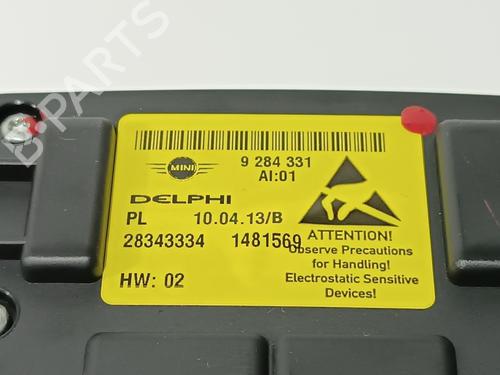 9 284 331
AI:01
MINI
DELPHI
PL 10.04.13/B
28343334 1481569
HW: 02
ATTENTION!
Observe Precautions
for Handling!
Electrostatic Sensitive
Devices!
B-PARTS